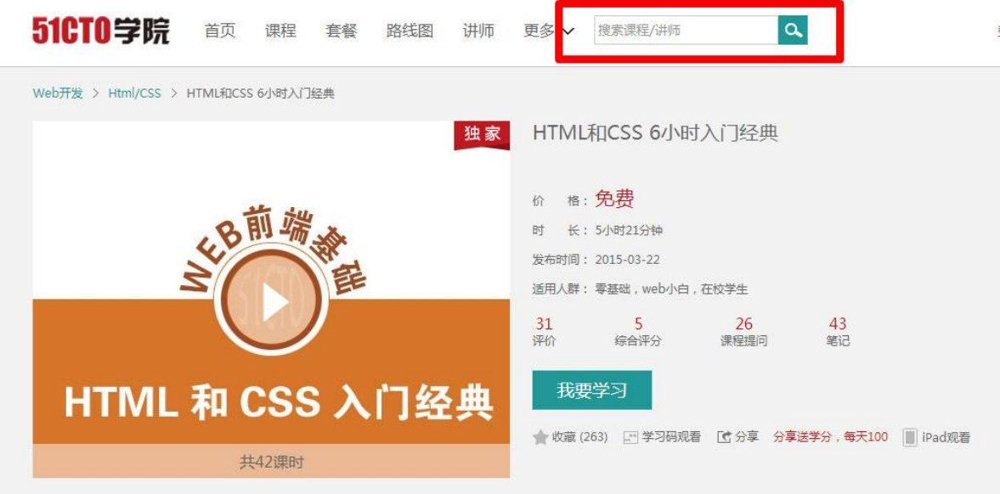 51CTO学院 首页 课程 套餐 路线图 讲师 更多 搜索课程/讲师
Web开发 > Html/CSS > HTML和CSS 6小时入门经典
独家
HTML和CSS 6小时入门经典
WEB前端基础
51CTO
HTML 和 CSS 入门经典
共42课时
价 格：免费
时 长：5小时21分钟
发布时间：2015-03-22
适用人群：零基础，web小白，在校学生
31 5 26 43
评价 综合评分 课程提问 笔记
我要学习
收藏 (263) 学习码观看 分享 分享送学分，每天100 iPad观看